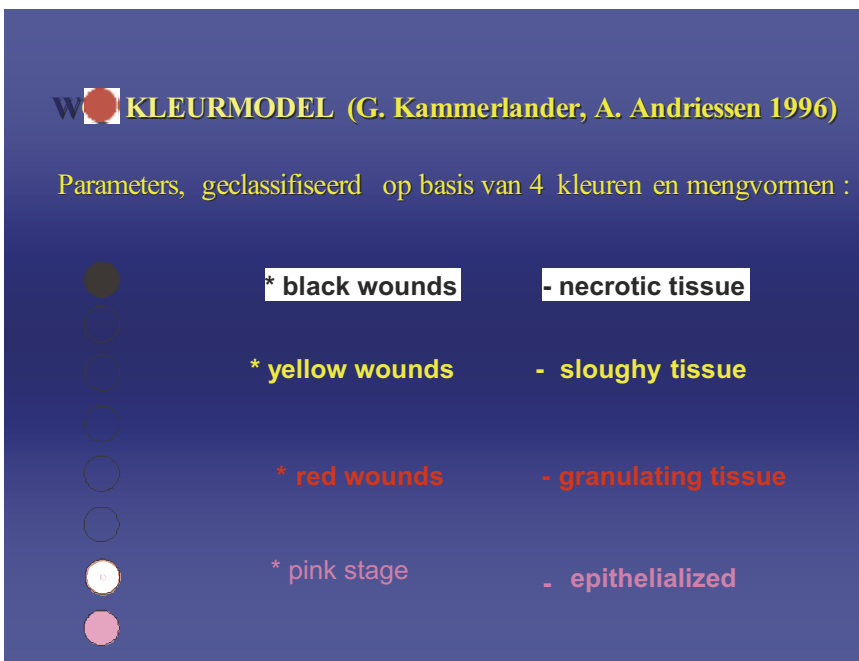 W KLEURMODEL (G. Kammerlander, A. Andriessen 1996)
Parameters, geclassifiseerd op basis van 4 kleuren en mengvormen :
* black wounds - necrotic tissue
* yellow wounds - sloughy tissue
* red wounds - granulating tissue
* pink stage - epithelialized